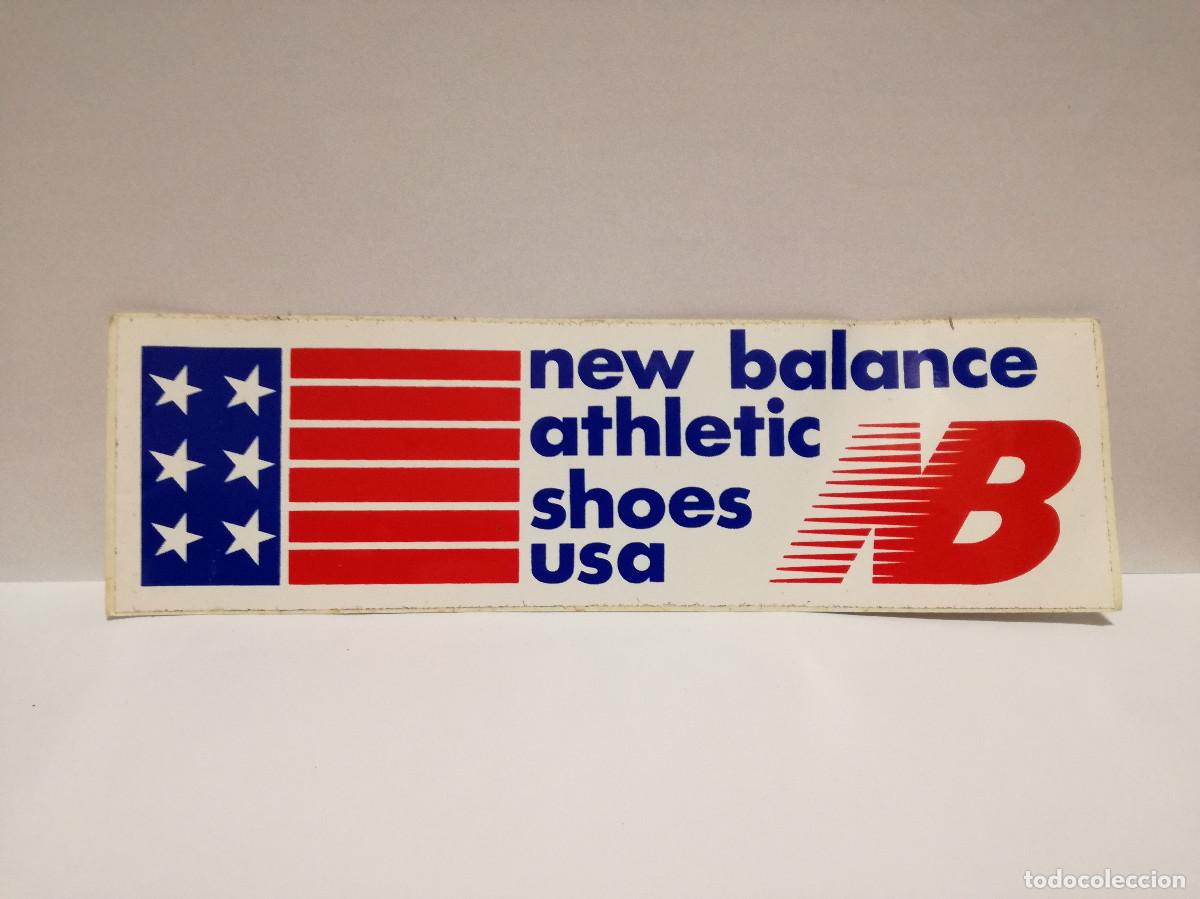 new balance
athletic
shoes
usa
NB
todocoleccion